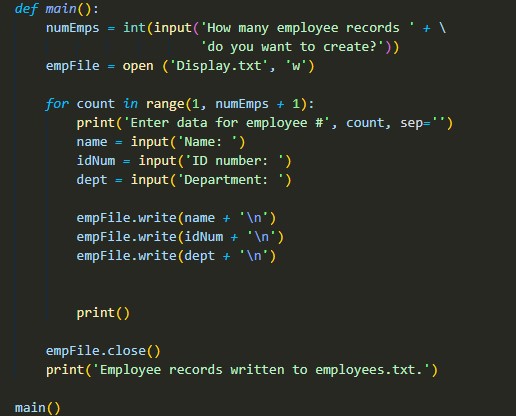 def main():
    numEmps = int(input('How many employee records ' + \
                        'do you want to create?'))
    empFile = open ('Display.txt', 'w')

    for count in range(1, numEmps + 1):
        print('Enter data for employee #', count, sep='')
        name = input('Name: ')
        idNum = input('ID number: ')
        dept = input('Department: ')

        empFile.write(name + '\n')
        empFile.write(idNum + '\n')
        empFile.write(dept + '\n')


        print()

    empFile.close()
    print('Employee records written to employees.txt.')

main()